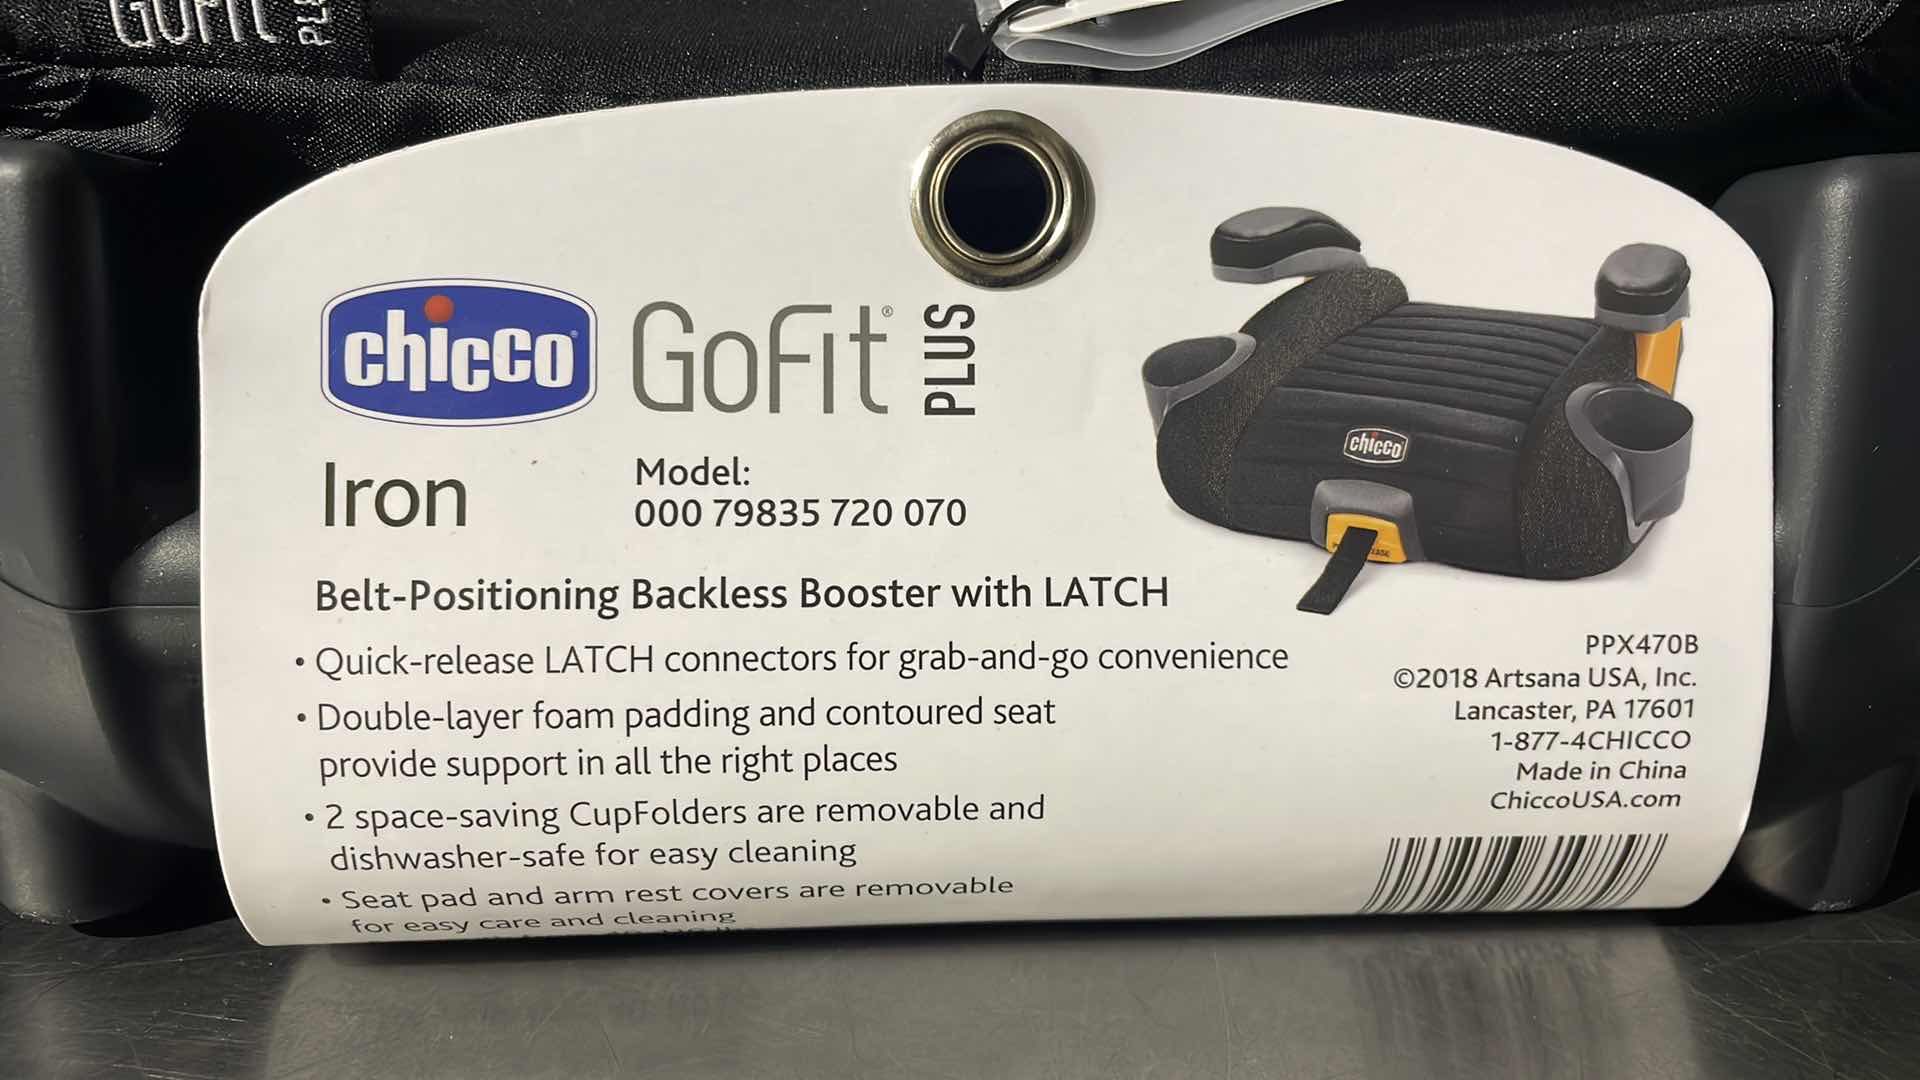 GOFIT PLU
chicco GoFit® PLUS
Iron
Model:
000 79835 720 070
Belt-Positioning Backless Booster with LATCH
• Quick-release LATCH connectors for grab-and-go convenience
• Double-layer foam padding and contoured seat
provide support in all the right places
• 2 space-saving CupFolders are removable and
dishwasher-safe for easy cleaning
• Seat pad and arm rest covers are removable
for easy care and cleaning
chicco
PPX470B
©2018 Artsana USA, Inc.
Lancaster, PA 17601
1-877-4CHICCO
Made in China
ChiccoUSA.com